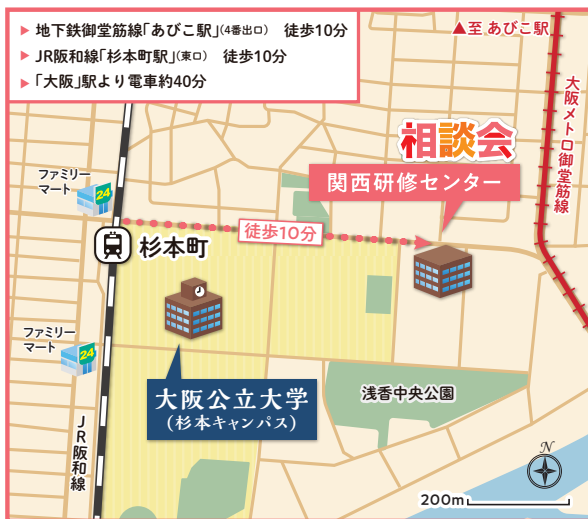 ▶ 地下鉄御堂筋線「あびこ駅」(4番出口) 徒歩10分
▶ JR阪和線「杉本町駅」(東口) 徒歩10分
▶ 「大阪」駅より電車約40分
▲至 あびこ駅
大阪メトロ御堂筋線
相談会
関西研修センター
ファミリー
マート
24
徒歩10分
杉本町
ファミリー
マート
24
大阪公立大学
(杉本キャンパス)
浅香中央公園
JR阪和線
N
200m